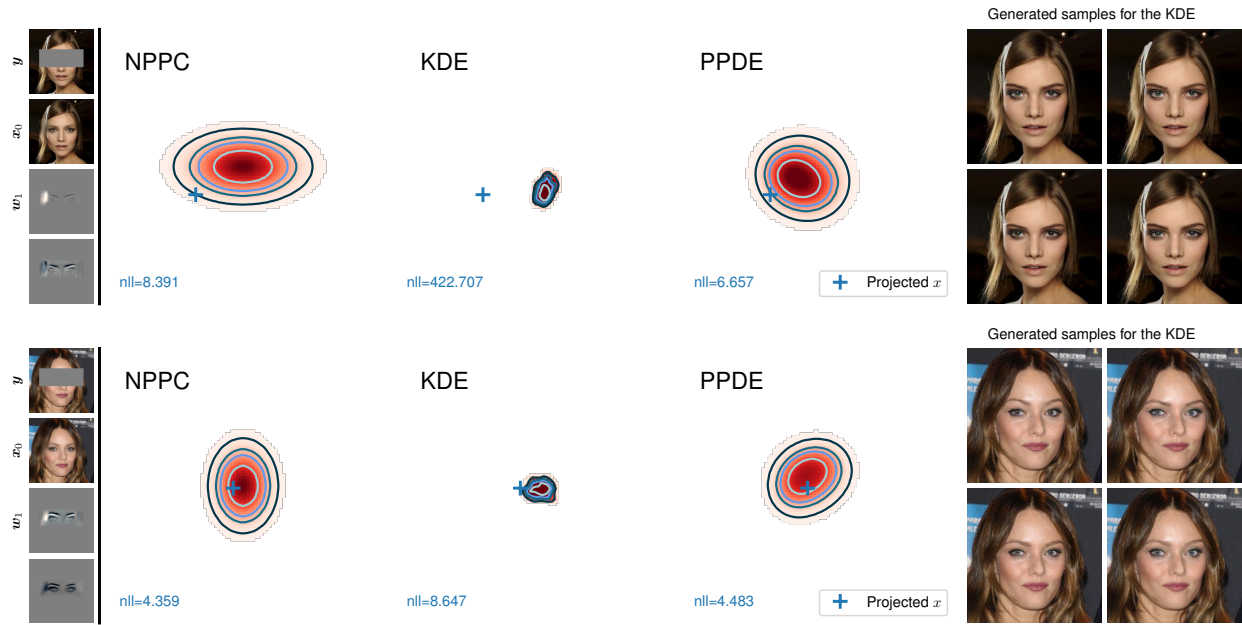 Generated samples for the KDE
y
NPPC
KDE
PPDE
x₀
w₁
nll=8.391
nll=422.707
nll=6.657
Projected x
Generated samples for the KDE
y
NPPC
KDE
PPDE
x₀
w₁
nll=4.359
nll=8.647
nll=4.483
Projected x